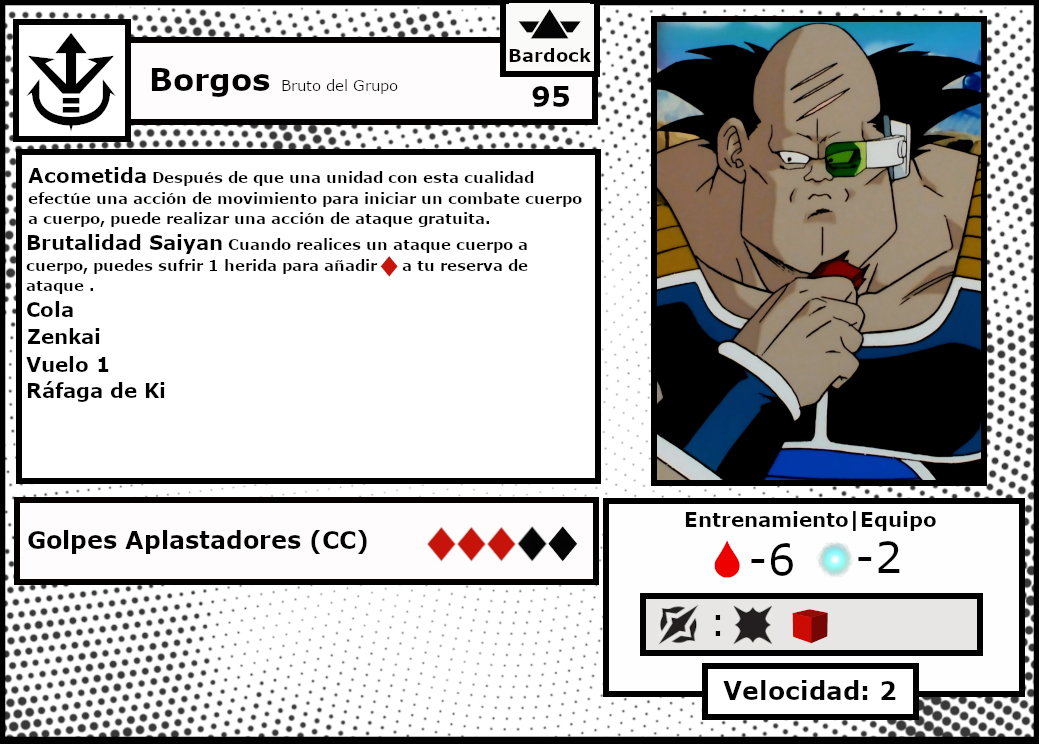 Bardock
Borgos Bruto del Grupo
95
Acometida Después de que una unidad con esta cualidad
efectúe una acción de movimiento para iniciar un combate cuerpo
a cuerpo, puede realizar una acción de ataque gratuita.
Brutalidad Saiyan Cuando realices un ataque cuerpo a
cuerpo, puedes sufrir 1 herida para añadir a tu reserva de
ataque .
Cola
Zenkai
Vuelo 1
Ráfaga de Ki
Golpes Aplastadores (CC)
Entrenamiento|Equipo
-6 -2
:
Velocidad: 2